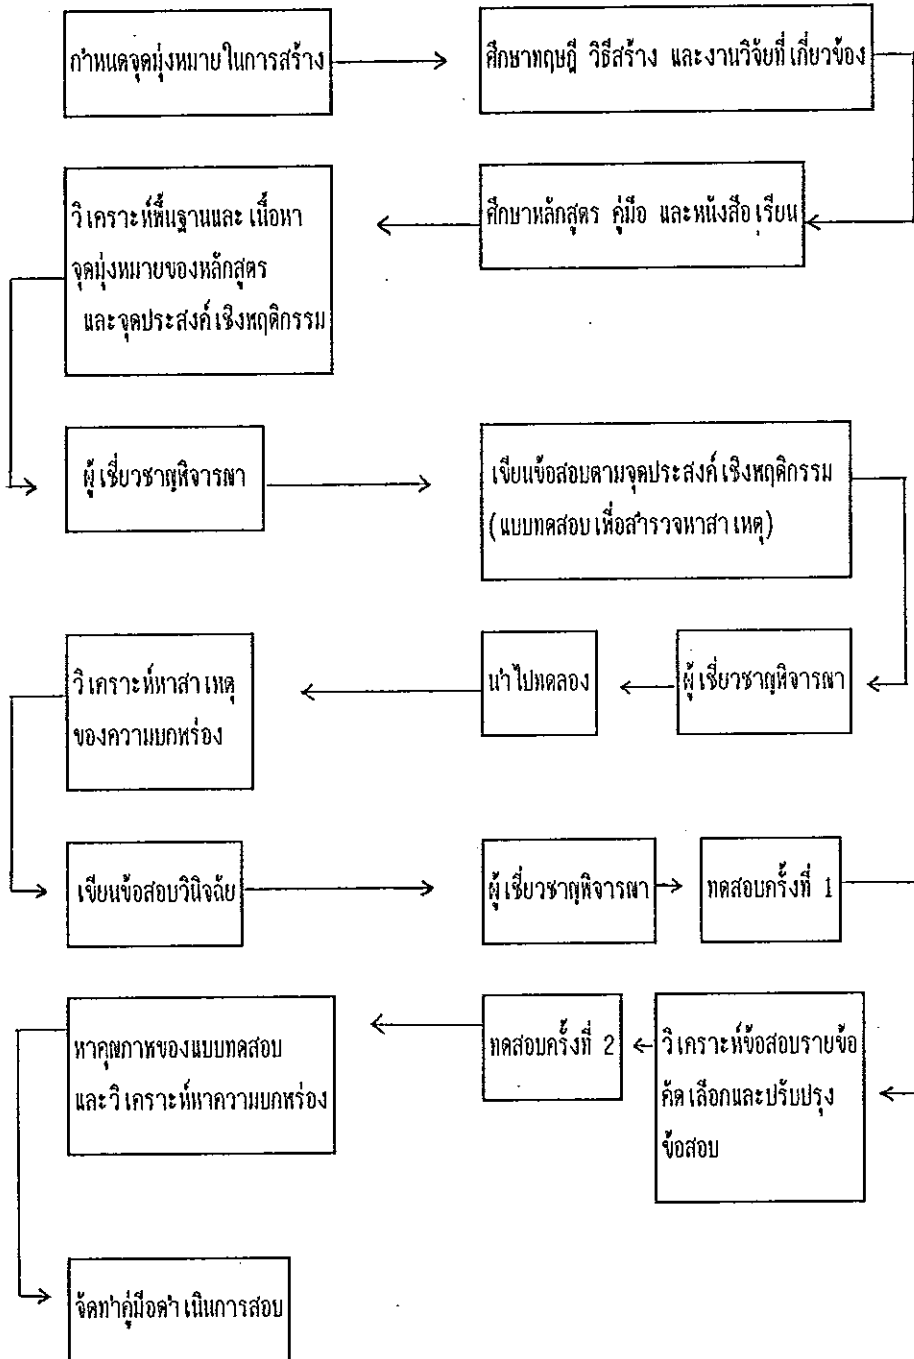 กำหนดจุดมุ่งหมายในการสร้าง
ศึกษาทฤษฎี วิธีสร้าง และงานวิจัยที่เกี่ยวข้อง
ศึกษาหลักสูตร คู่มือ และหนังสือเรียน
วิเคราะห์พื้นฐานและเนื้อหา
จุดมุ่งหมายของหลักสูตร
และจุดประสงค์เชิงพฤติกรรม
ผู้เชี่ยวชาญพิจารณา
เขียนข้อสอบตามจุดประสงค์เชิงพฤติกรรม
(แบบทดสอบเพื่อสำรวจหาสาเหตุ)
ผู้เชี่ยวชาญพิจารณา
นำไปทดลอง
วิเคราะห์หาสาเหตุ
ของความบกพร่อง
เขียนข้อสอบวินิจฉัย
ผู้เชี่ยวชาญพิจารณา
ทดสอบครั้งที่ 1
วิเคราะห์ข้อสอบรายข้อ
คัดเลือกและปรับปรุง
ข้อสอบ
ทดสอบครั้งที่ 2
หาคุณภาพของแบบทดสอบ
และวิเคราะห์หาความบกพร่อง
จัดทำคู่มือดำเนินการสอบ